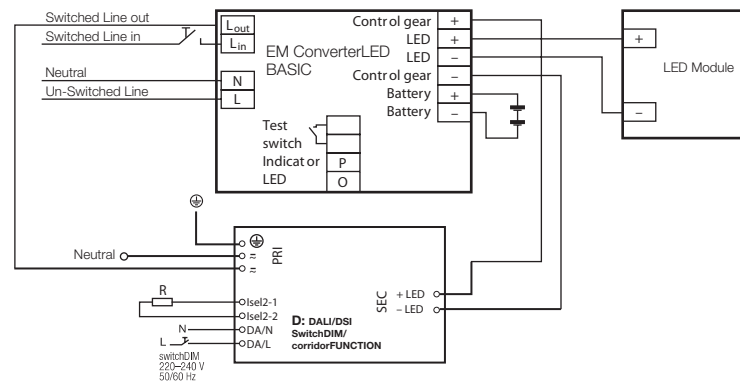 Switched Line out
Switched Line in
Neutral
Un-Switched Line
Lout
Lin
N
L
EM ConverterLED
BASIC
Test
switch
Indicator
LED
P
O
Control gear +
LED +
LED –
Control gear –
Battery +
Battery –
+
–
LED Module
Neutral
PRI
~
~
R
Isel2-1
Isel2-2
N
DA/N
L
DA/L
switchDIM
220–240 V
50/60 Hz
D: DALI/DSI
SwitchDIM/
corridorFUNCTION
SEC
+ LED
– LED